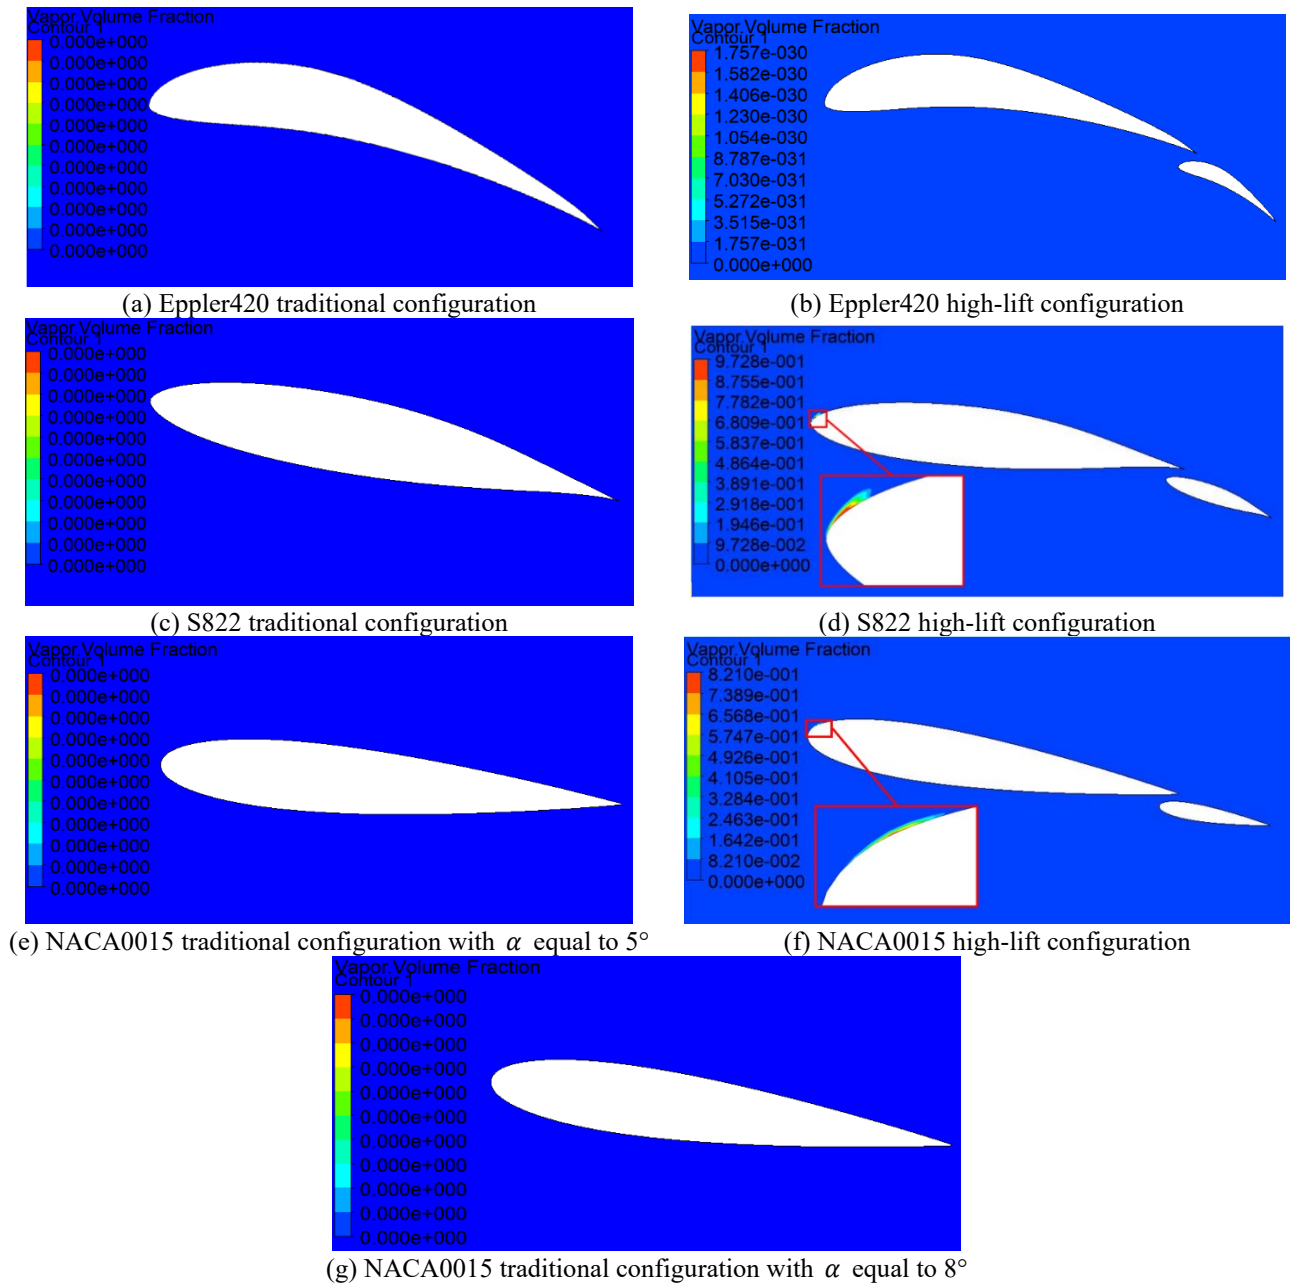 Vapor Volume Fraction
Contour 1
0.000e+000
0.000e+000
0.000e+000
0.000e+000
0.000e+000
0.000e+000
0.000e+000
0.000e+000
0.000e+000
0.000e+000
0.000e+000
(a) Eppler420 traditional configuration
Vapor Volume Fraction
Contour 1
1.757e-030
1.582e-030
1.406e-030
1.230e-030
1.054e-030
8.787e-031
7.030e-031
5.272e-031
3.515e-031
1.757e-031
0.000e+000
(b) Eppler420 high-lift configuration
Vapor Volume Fraction
Contour 1
0.000e+000
0.000e+000
0.000e+000
0.000e+000
0.000e+000
0.000e+000
0.000e+000
0.000e+000
0.000e+000
0.000e+000
0.000e+000
(c) S822 traditional configuration
Vapor Volume Fraction
Contour 1
9.728e-001
8.755e-001
7.782e-001
6.809e-001
5.837e-001
4.864e-001
3.891e-001
2.918e-001
1.946e-001
9.728e-002
0.000e+000
(d) S822 high-lift configuration
Vapor Volume Fraction
Contour 1
0.000e+000
0.000e+000
0.000e+000
0.000e+000
0.000e+000
0.000e+000
0.000e+000
0.000e+000
0.000e+000
0.000e+000
0.000e+000
(e) NACA0015 traditional configuration with α equal to 5°
Vapor Volume Fraction
Contour 1
8.210e-001
7.389e-001
6.568e-001
5.747e-001
4.926e-001
4.105e-001
3.284e-001
2.463e-001
1.642e-001
8.210e-002
0.000e+000
(f) NACA0015 high-lift configuration
Vapor Volume Fraction
Contour 1
0.000e+000
0.000e+000
0.000e+000
0.000e+000
0.000e+000
0.000e+000
0.000e+000
0.000e+000
0.000e+000
0.000e+000
0.000e+000
(g) NACA0015 traditional configuration with α equal to 8°